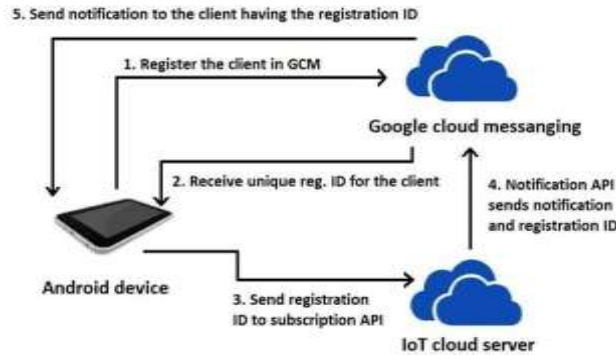 5. Send notification to the client having the registration ID
1. Register the client in GCM
Google cloud messanging
2. Receive unique reg. ID for the client
4. Notification API
sends notification
and registration ID
Android device
3. Send registration
ID to subscription API
IoT cloud server